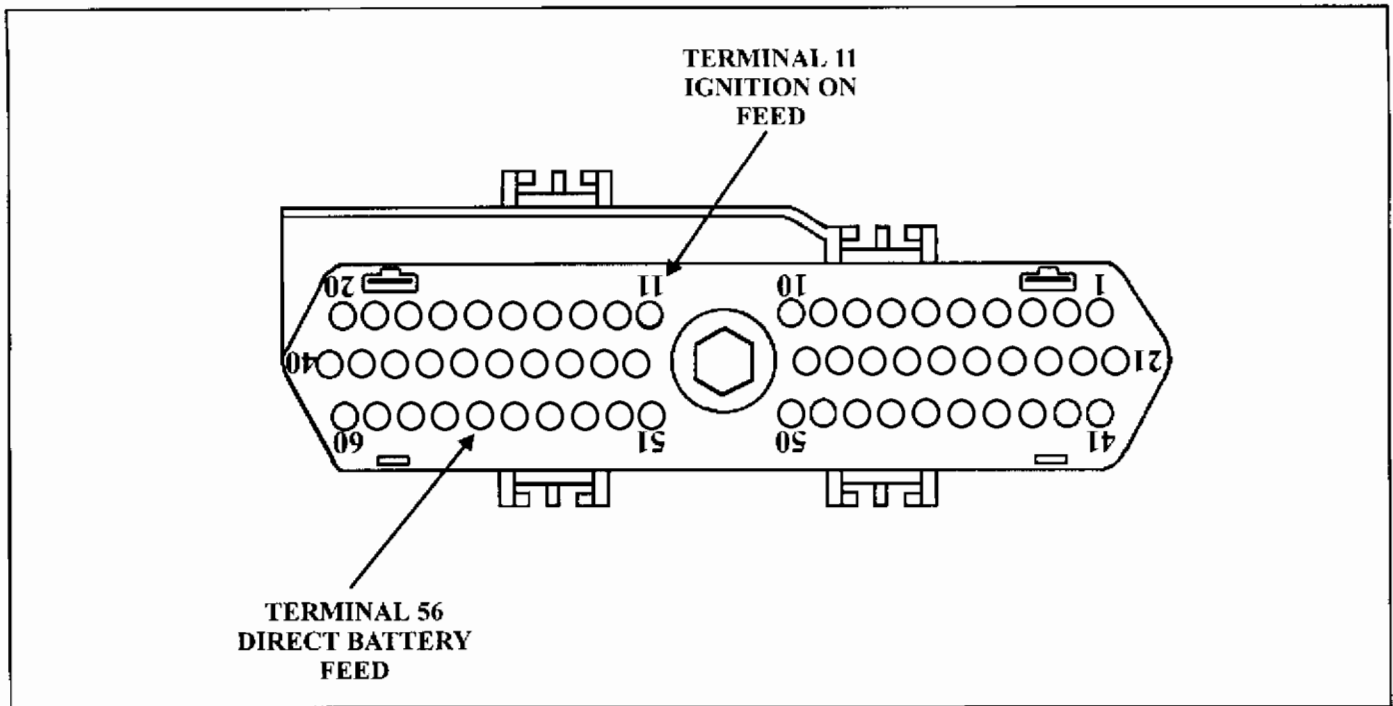 TERMINAL 11
IGNITION ON
FEED
20
11
10
1
40
21
60
51
50
41
TERMINAL 56
DIRECT BATTERY
FEED